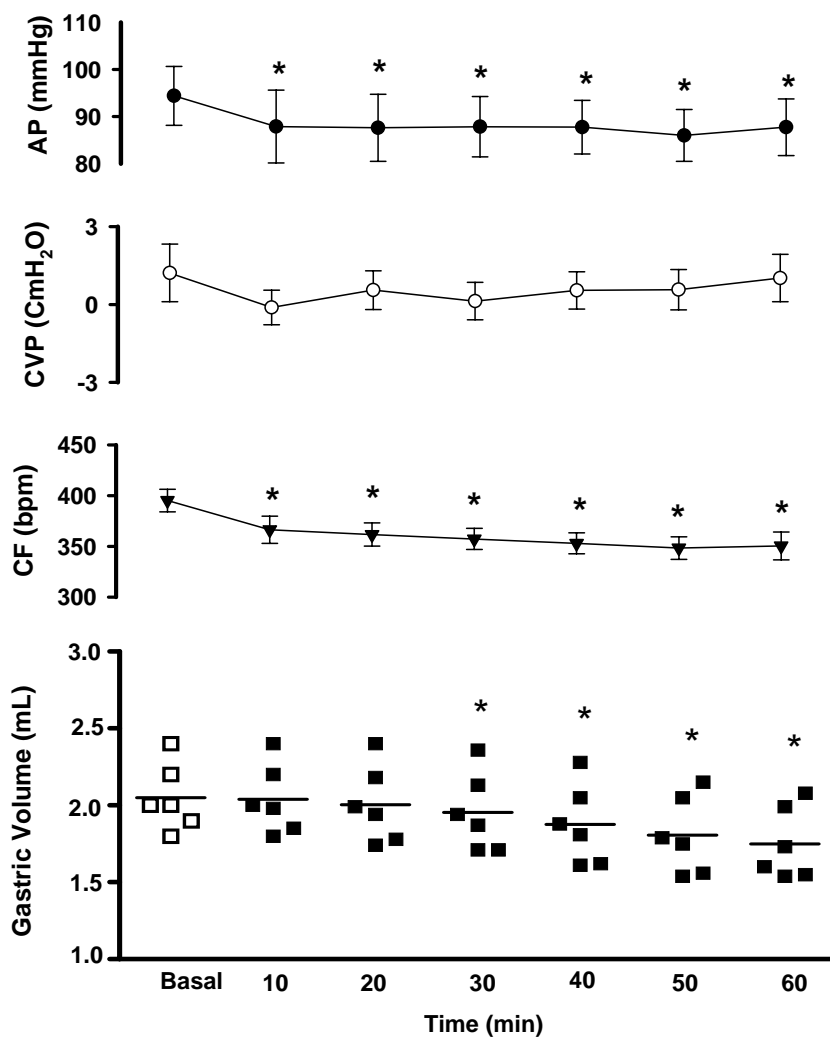 AP (mmHg)
110
100
90
80
* * * * * *
CVP (CmH₂O)
3
0
-3
CF (bpm)
450
400
350
300
* * * * * *
Gastric Volume (mL)
3.0
2.5
2.0
1.5
1.0
* * * *
Basal 10 20 30 40 50 60
Time (min)